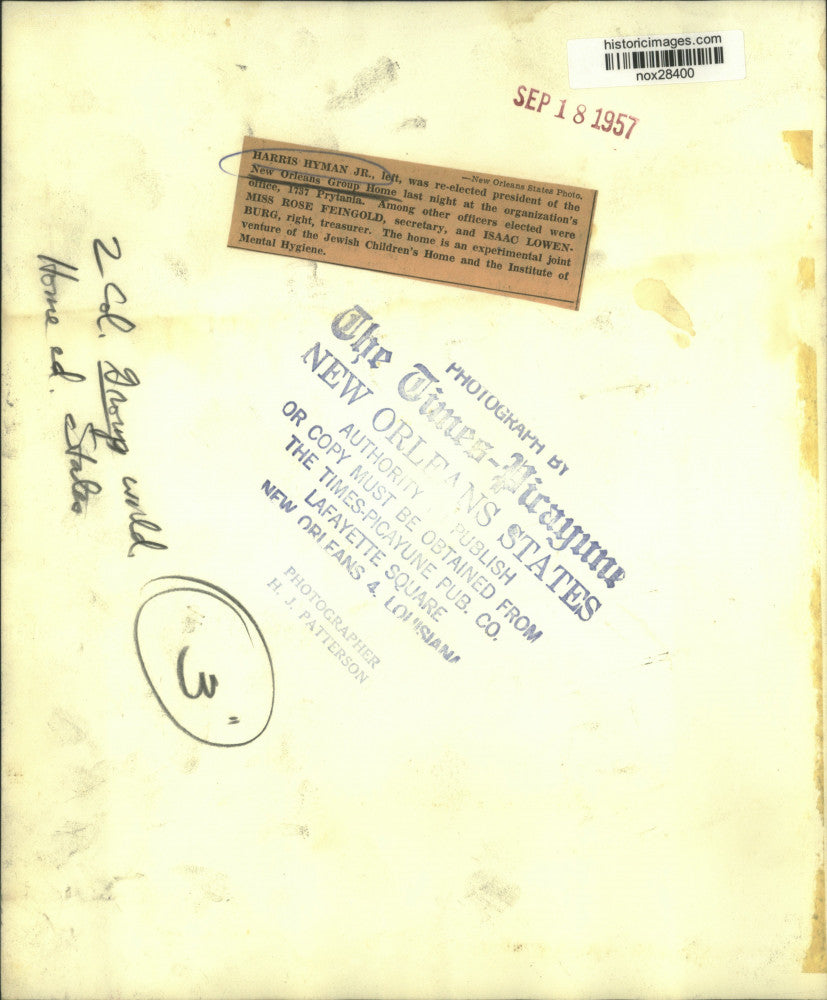 historicimages.com
nox28400
SEP 18 1957
—New Orleans States Photo.
HARRIS HYMAN JR., left, was re-elected president of the
New Orleans Group Home last night at the organization's
office, 1737 Prytania. Among other officers elected were
MISS ROSE FEINGOLD, secretary, and ISAAC LOWEN-
BURG, right, treasurer. The home is an experimental joint
venture of the Jewish Children's Home and the Institute of
Mental Hygiene.
2 Col. Group world.
Home ed. States
3"
PHOTOGRAPH BY
The Times-Picayune
NEW ORLEANS STATES
AUTHORITY PUBLISH
OR COPY MUST BE OBTAINED FROM
THE TIMES-PICAYUNE PUB. CO.
LAFAYETTE SQUARE
NEW ORLEANS 4, LOUISIANA
PHOTOGRAPHER
H. J. PATTERSON